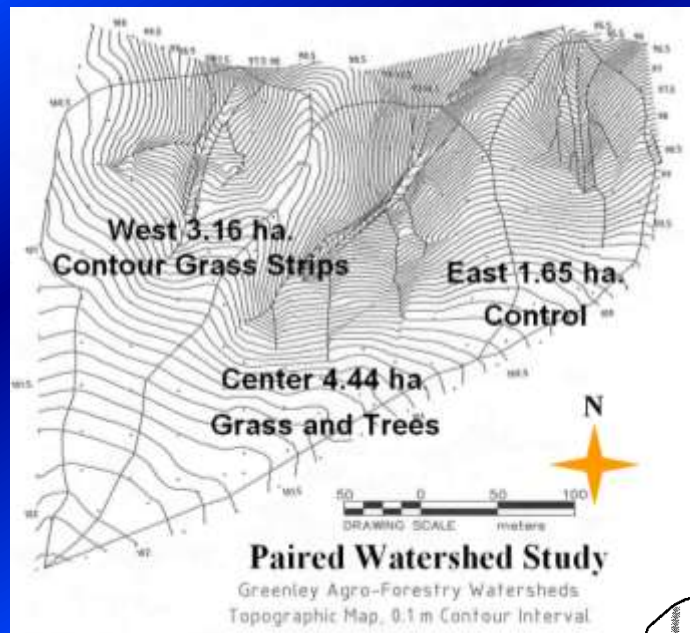 West 3.16 ha.
Contour Grass Strips
East 1.65 ha.
Control
Center 4.44 ha.
Grass and Trees
N
50 0 50 100
DRAWING SCALE meters
Paired Watershed Study
Greenley Agro-Forestry Watersheds
Topographic Map, 0.1 m Contour Interval